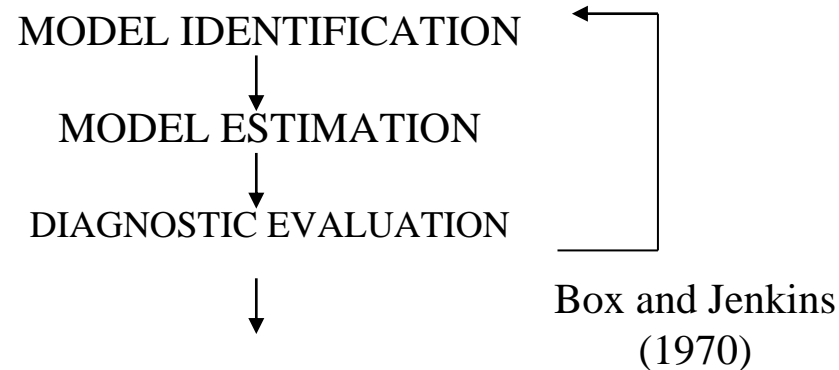 MODEL IDENTIFICATION
MODEL ESTIMATION
DIAGNOSTIC EVALUATION
Box and Jenkins
(1970)